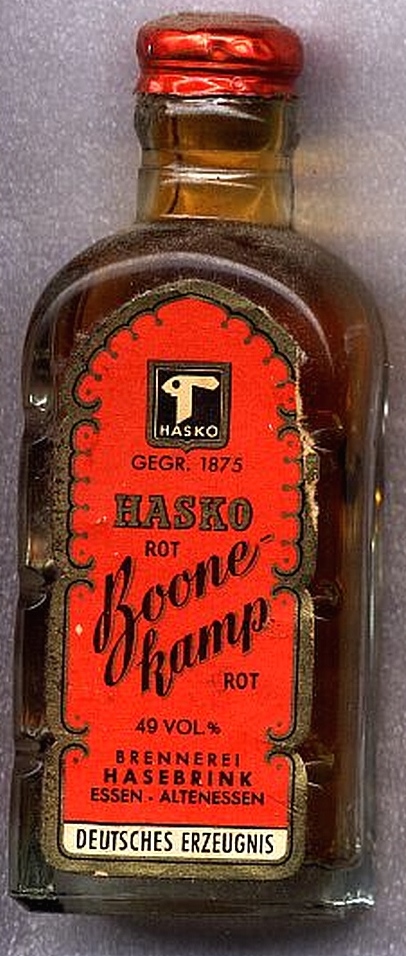 HASKO
GEGR. 1875
HASKO
ROT
Boone-
kamp
ROT
49 VOL.%
BRENNEREI
HASEBRINK
ESSEN - ALTENESSEN
DEUTSCHES ERZEUGNIS